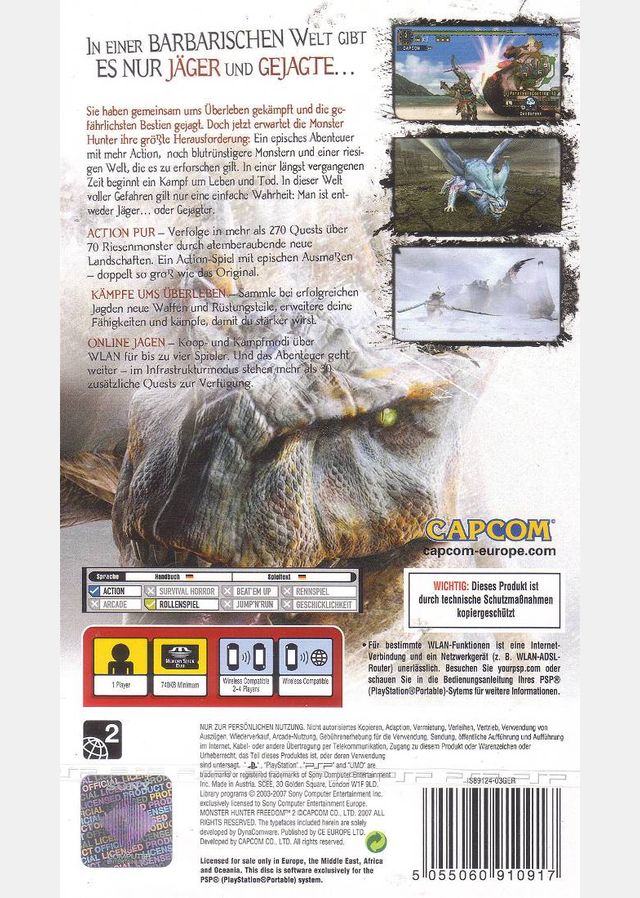 IN EINER BARBARISCHEN WELT GIBT
ES NUR JÄGER UND GEJAGTE...
Sie haben gemeinsam ums Überleben gekämpft und die ge-
fährlichsten Bestien gejagt. Doch jetzt erwartet die Monster
Hunter ihre größte Herausforderung: Ein episches Abenteuer
mit mehr Action, noch blutrünstigere Monstern und einer riesi-
gen Welt, die es zu erforschen gilt. In einer längst vergangenen
Zeit beginnt ein Kampf um Leben und Tod. In dieser Welt
voller Gefahren gilt nur eine einfache Wahrheit: Man ist ent-
weder Jäger... oder Gejagter.
ACTION PUR – Verfolge in mehr als 270 Quests über
70 Riesenmonster durch atemberaubende neue
Landschaften. Ein Action-Spiel mit epischen Ausmaßen
– doppelt so groß wie das Original.
KÄMPFE UMS ÜBERLEBEN – Sammle bei erfolgreichen
Jagden neue Waffen und Rüstungsteile, erweitere deine
Fähigkeiten und kämpfe, damit du stärker wirst.
ONLINE JAGEN – Koop- und Kampfmodi über
WLAN für bis zu vier Spieler. Und das Abenteuer geht
weiter – im Infrastrukturmodus stehen mehr als 30
zusätzliche Quests zur Verfügung.
CAPCOM
capcom-europe.com
Sprache Handbuch Spieltext
ACTION SURVIVAL HORROR BEAT'EM UP RENNSPIEL
ARCADE ROLLENSPIEL JUMP'N'RUN GESCHICKLICHKEIT
WICHTIG: Dieses Produkt ist
durch technische Schutzmaßnahmen
kopiergeschützt
1 Player
MEMORY STICK DUO
740KB Minimum
Wireless Compatible
2-4 Players
Wireless Compatible
• Für bestimmte WLAN-Funktionen ist eine Internet-
Verbindung und ein Netzwerkgerät (z. B. WLAN-ADSL-
Router) unerlässlich. Besuchen Sie yourpsp.com oder
schauen Sie in die Bedienungsanleitung Ihres PSP®
(PlayStation®Portable)-Sytems für weitere Informationen.
2
NUR ZUR PERSÖNLICHEN NUTZUNG. Nicht autorisiertes Kopieren, Adaption, Vermietung, Verleihen, Vertrieb, Verwendung von
Auszügen, Wiederverkauf, Arcade-Nutzung, Gebührenerhebung für die Verwendung, Sendung, öffentliche Aufführung und Aufführung
im Internet, Kabel- oder andere Übertragung per Telekommunikation, Zugang zu diesem Produkt oder Warenzeichen oder
Urheberrecht, das Teil dieses Produktes ist, oder deren Verwendung
sind untersagt. "PlayStation", "PSP" and "UMD" are
trademarks or registered trademarks of Sony Computer Entertainment
Inc. Made in Austria. SCEE, 30 Golden Square, London W1F 9LD.
Library programs © 2003-2007 Sony Computer Entertainment Inc.
exclusively licensed to Sony Computer Entertainment Europe.
MONSTER HUNTER FREEDOM™ 2 ©CAPCOM CO., LTD. 2007 ALL
RIGHTS RESERVED. The typefaces included herein are solely
developed by DynaComware. Published by CE EUROPE LTD.
Developed by CAPCOM CO., LTD. All rights reserved.
Licensed for sale only in Europe, the Middle East, Africa
and Oceania. This disc is software exclusively for the
PSP® (PlayStation®Portable) system.
OFFICIAL LICENSED PRODUCT
SONY
COMPUTER
ISB9124-03GER
5 055060 910917